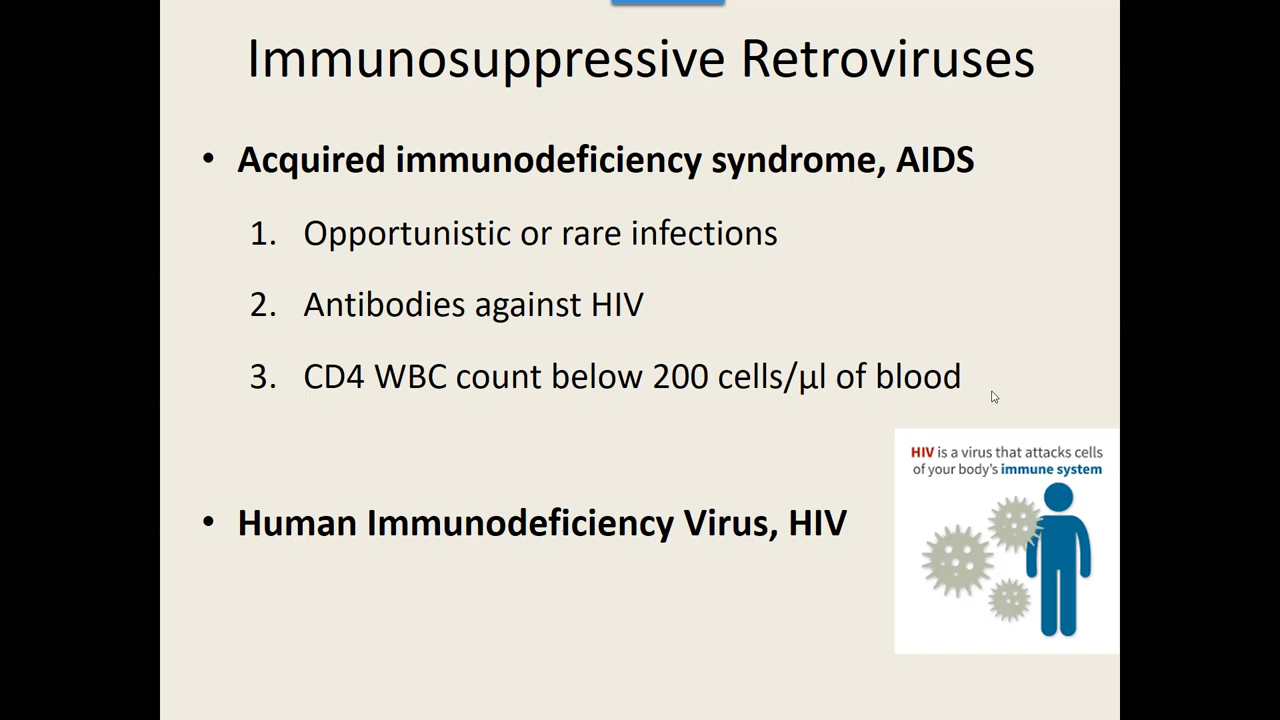 Immunosuppressive Retroviruses
• Acquired immunodeficiency syndrome, AIDS
1. Opportunistic or rare infections
2. Antibodies against HIV
3. CD4 WBC count below 200 cells/µl of blood
• Human Immunodeficiency Virus, HIV
HIV is a virus that attacks cells
of your body's immune system